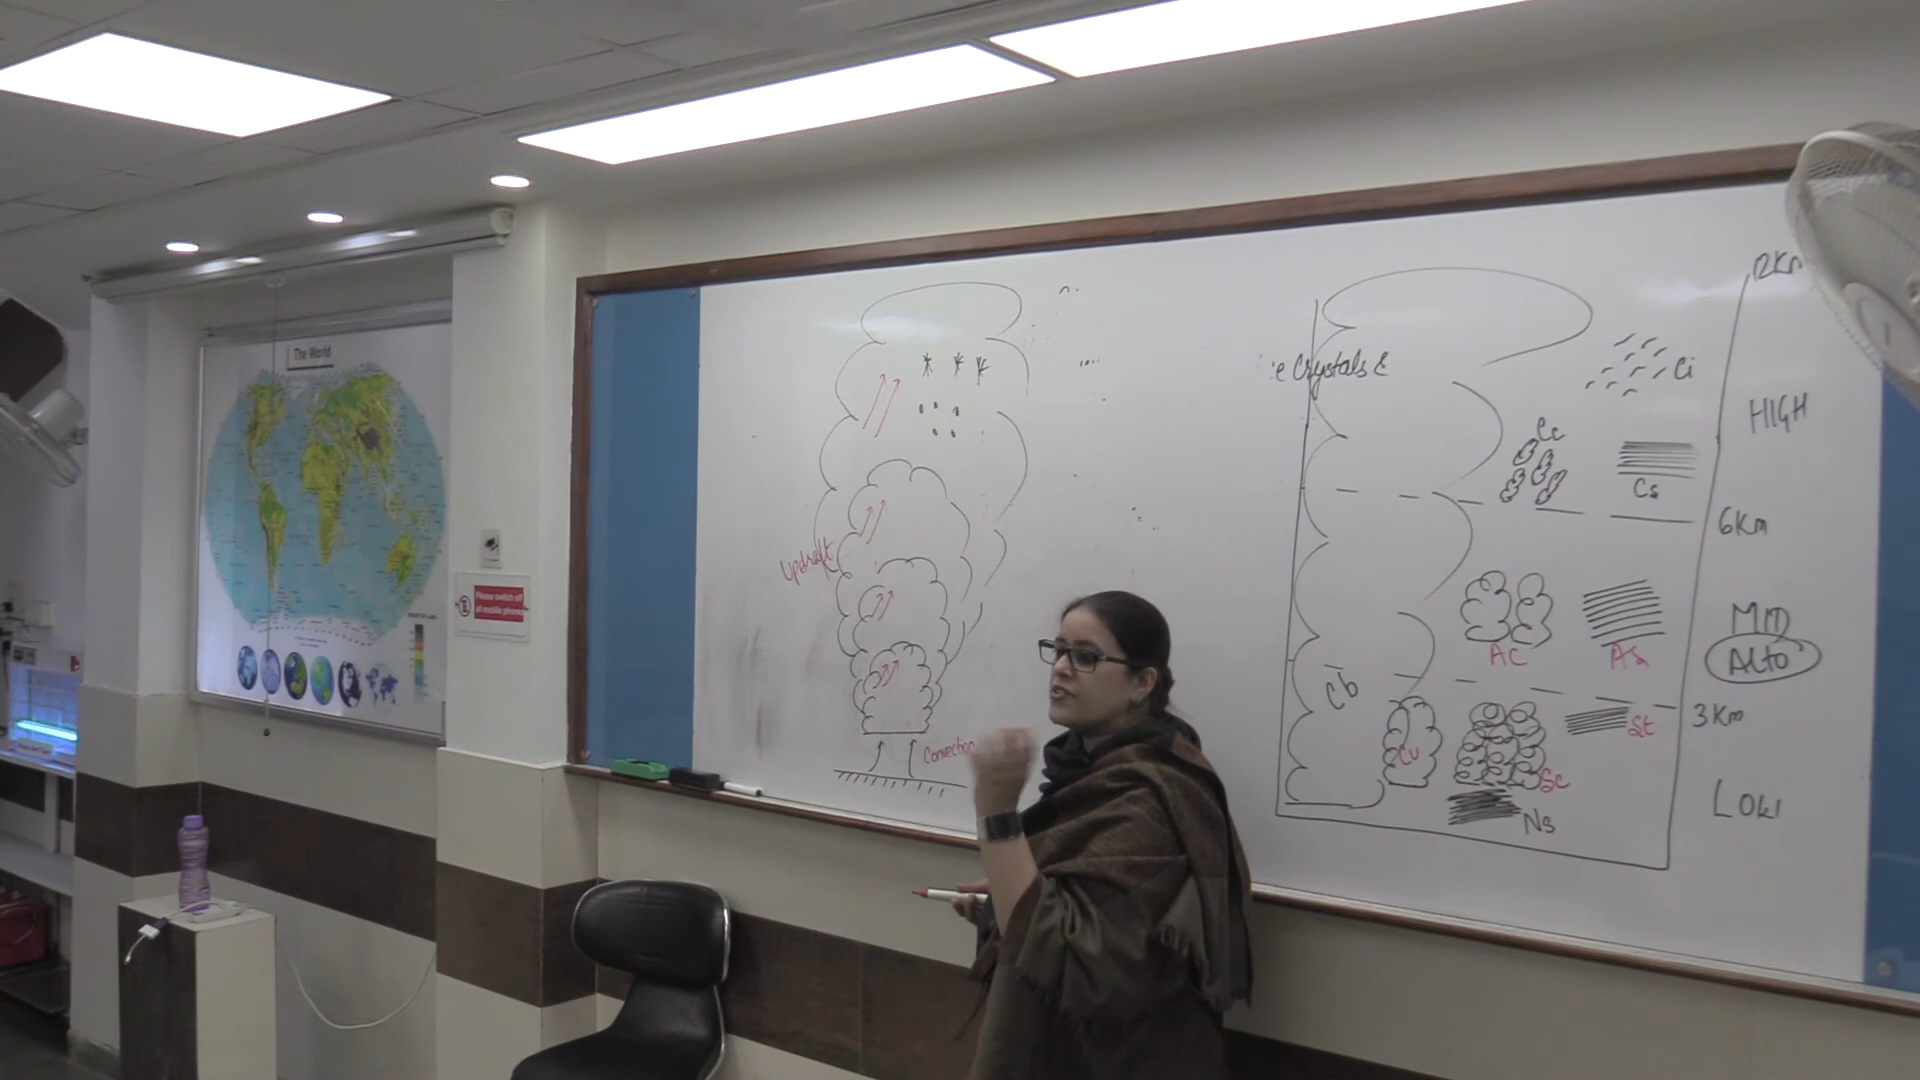 The World
Please switch off
all mobile phones
Updraft
Convection
e Crystals &
12Km
Ci
HIGH
Cc
Cs
6Km
MID
Alto
AC
As
Cb
3Km
St
Cu
Sc
Low
Ns